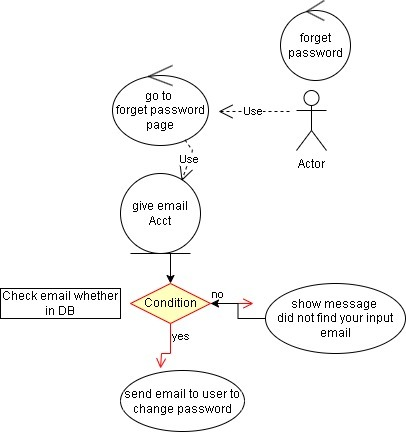 forget
password
go to
forget password
page
Use
Actor
Use
give email
Acct
Check email whether
in DB
Condition
no
show message
did not find your input
email
yes
send email to user to
change password